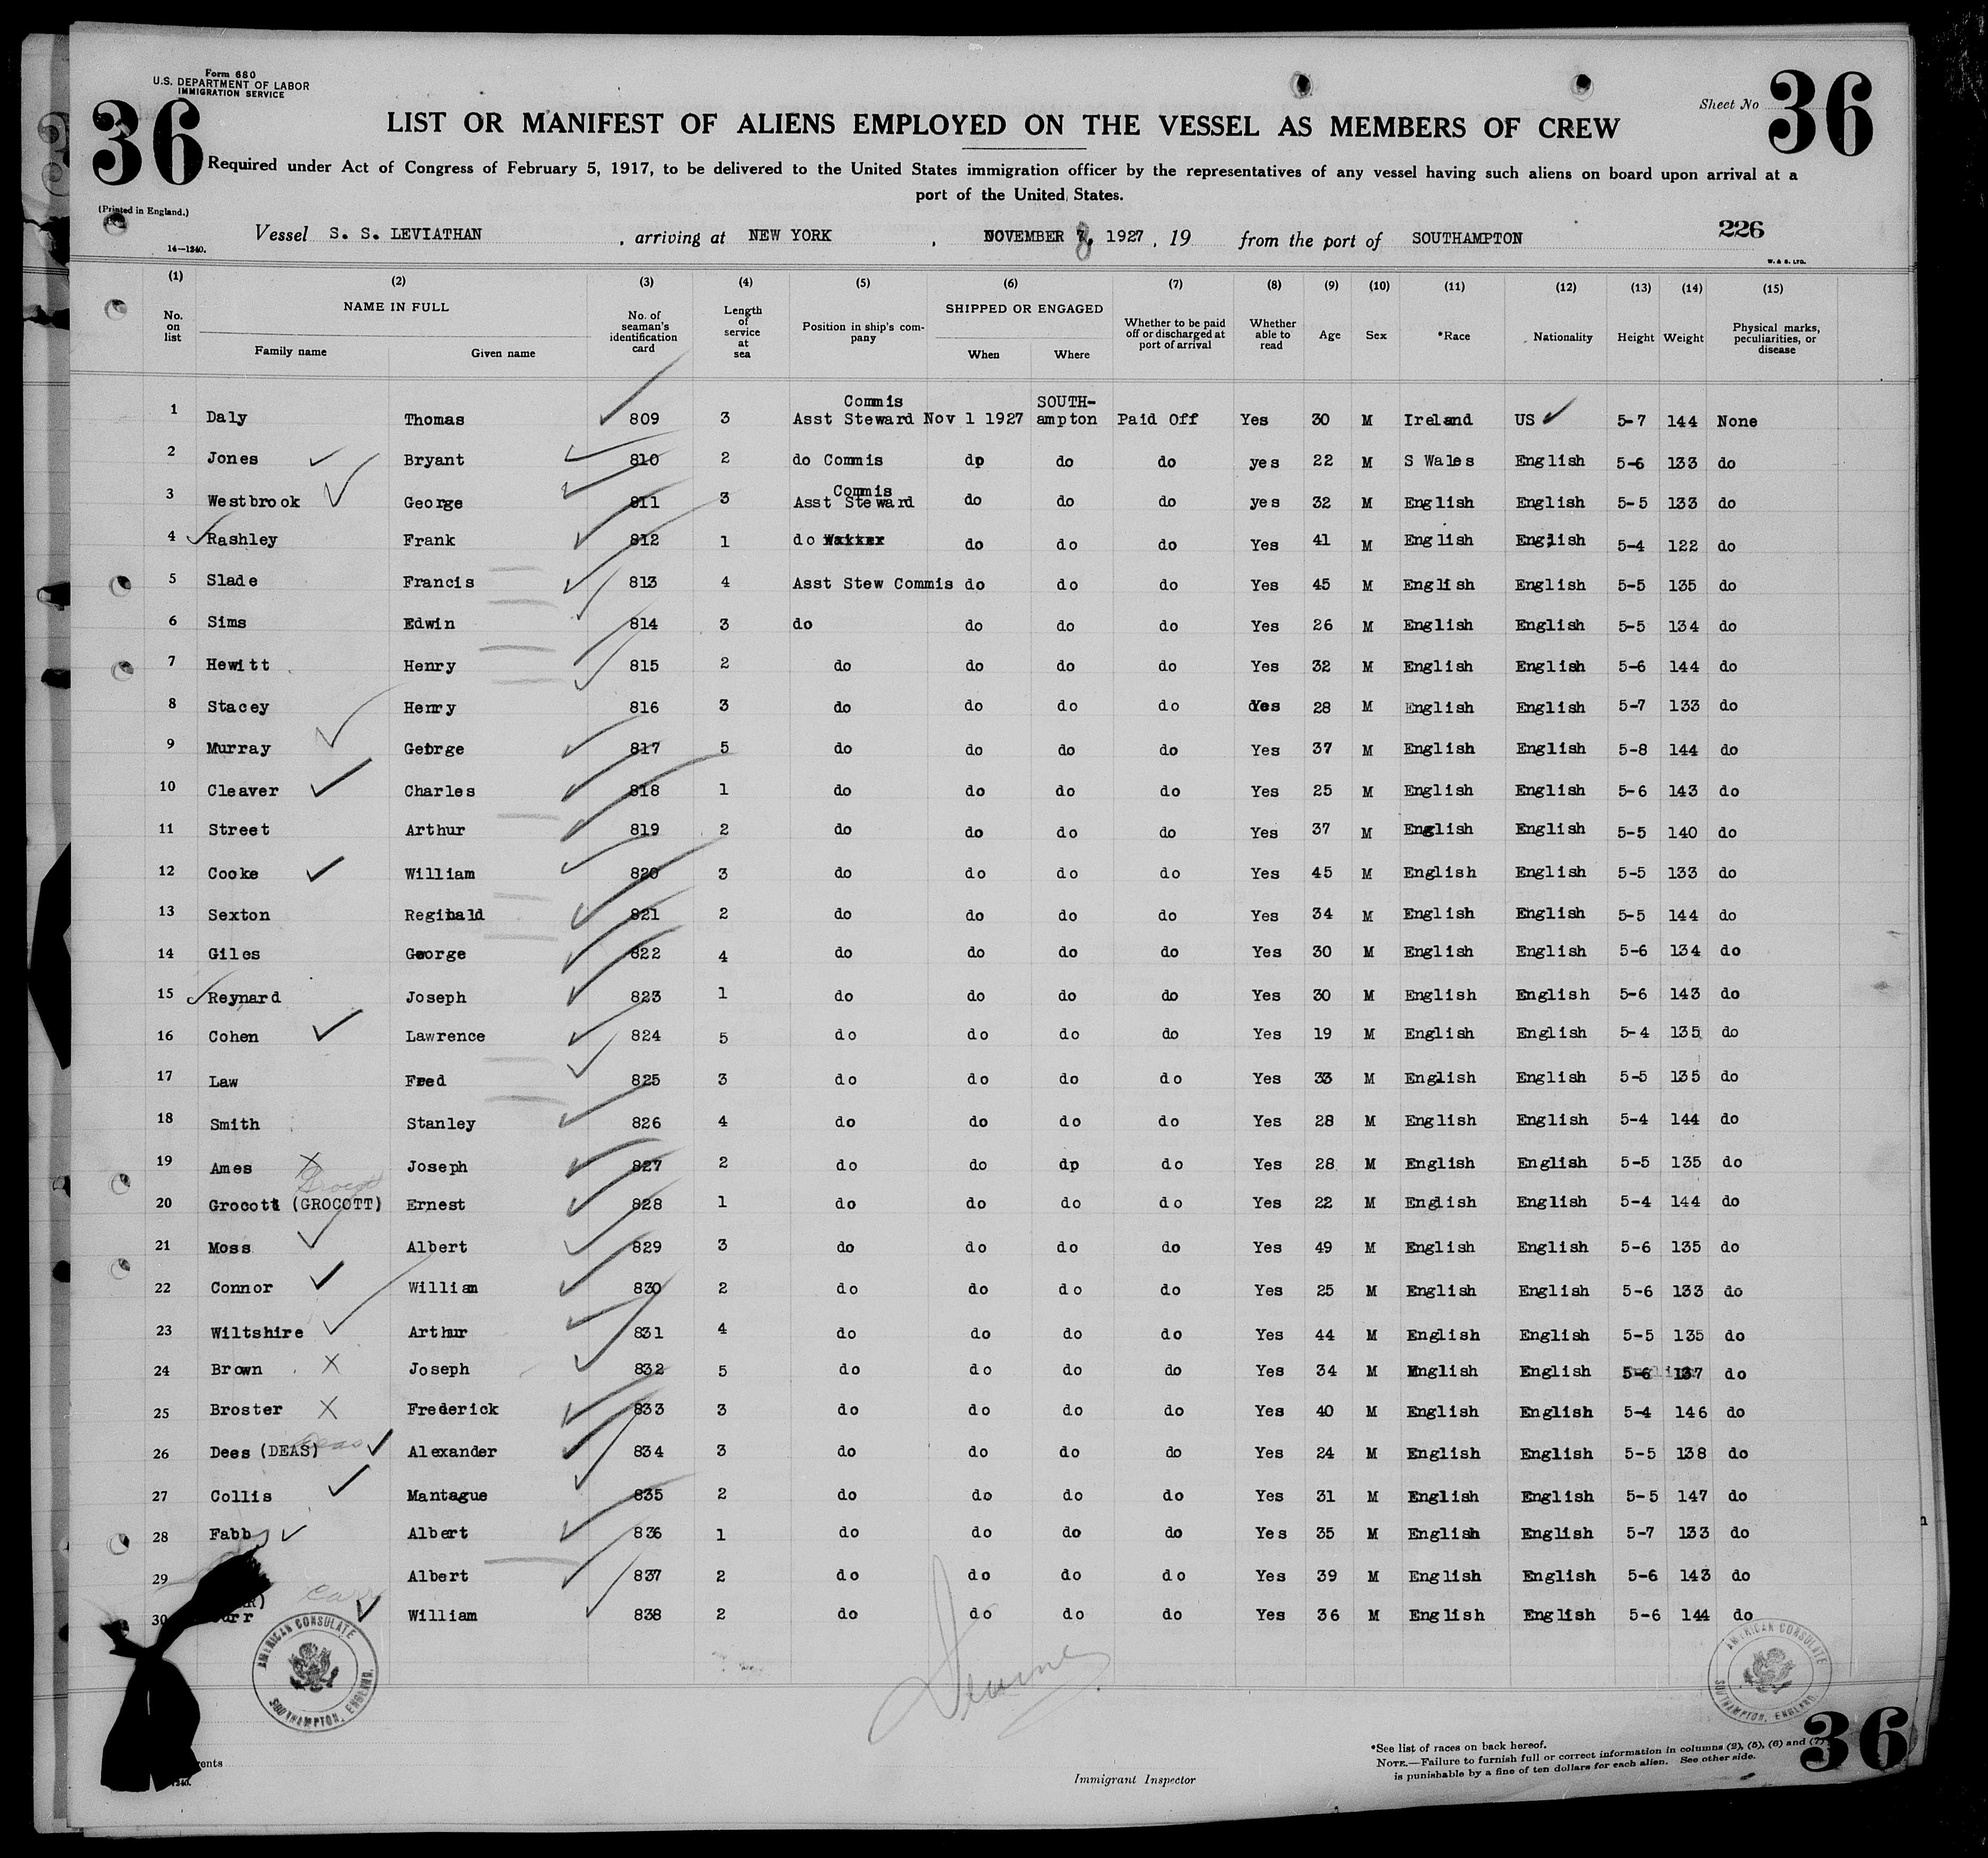 Form 680
U.S. DEPARTMENT OF LABOR
IMMIGRATION SERVICE
36
Sheet No 36
LIST OR MANIFEST OF ALIENS EMPLOYED ON THE VESSEL AS MEMBERS OF CREW
Required under Act of Congress of February 5, 1917, to be delivered to the United States immigration officer by the representatives of any vessel having such aliens on board upon arrival at a
port of the United States.
(Printed in England.)
14—1240.
Vessel S. S. LEVIATHAN , arriving at NEW YORK , NOVEMBER 8, 1927 , 19 from the port of SOUTHAMPTON
226
W. & S. LTD.
(1) (2) (3) (4) (5) (6) (7) (8) (9) (10) (11) (12) (13) (14) (15)
No. on list NAME IN FULL Family name Given name No. of seaman's identification card Length of service at sea Position in ship's company SHIPPED OR ENGAGED When Where Whether to be paid off or discharged at port of arrival Whether able to read Age Sex *Race Nationality Height Weight Physical marks, peculiarities, or disease
Commis SOUTH-
1 Daly Thomas 809 3 Asst Steward Nov 1 1927 ampton Paid Off Yes 30 M Ireland US 5-7 144 None
2 Jones Bryant 810 2 do Commis do do do yes 22 M S Wales English 5-6 133 do
Commis
3 Westbrook George 811 3 Asst Steward do do do yes 32 M English English 5-5 133 do
4 Rashley Frank 812 1 do do do do Yes 41 M English English 5-4 122 do
5 Slade Francis 813 4 Asst Stew Commis do do do Yes 45 M English English 5-5 135 do
6 Sims Edwin 814 3 do do do do Yes 26 M English English 5-5 134 do
7 Hewitt Henry 815 2 do do do do Yes 32 M English English 5-6 144 do
8 Stacey Henry 816 3 do do do do Yes 28 M English English 5-7 133 do
9 Murray George 817 5 do do do do Yes 37 M English English 5-8 144 do
10 Cleaver Charles 818 1 do do do do Yes 25 M English English 5-6 143 do
11 Street Arthur 819 2 do do do do Yes 37 M English English 5-5 140 do
12 Cooke William 820 3 do do do do Yes 45 M English English 5-5 133 do
13 Sexton Reginald 821 2 do do do do Yes 34 M English English 5-5 144 do
14 Giles George 822 4 do do do do Yes 30 M English English 5-6 134 do
15 Reynard Joseph 823 1 do do do do Yes 30 M English English 5-6 143 do
16 Cohen Lawrence 824 5 do do do do Yes 19 M English English 5-4 135 do
17 Law Fred 825 3 do do do do Yes 33 M English English 5-5 135 do
18 Smith Stanley 826 4 do do do do Yes 28 M English English 5-4 144 do
19 Ames Joseph 827 2 do do dp do Yes 28 M English English 5-5 135 do
Grocott
20 Grocott (GROCOTT) Ernest 828 1 do do do do Yes 22 M English English 5-4 144 do
21 Moss Albert 829 3 do do do do Yes 49 M English English 5-6 135 do
22 Connor William 830 2 do do do do Yes 25 M English English 5-6 133 do
23 Wiltshire Arthur 831 4 do do do do Yes 44 M English English 5-5 135 do
24 Brown Joseph 832 5 do do do do Yes 34 M English English 5-6 137 do
25 Broster Frederick 833 3 do do do do Yes 40 M English English 5-4 146 do
26 Dees (DEAS) Deas Alexander 834 3 do do do do Yes 24 M English English 5-5 138 do
27 Collis Mantague 835 2 do do do do Yes 31 M English English 5-5 147 do
28 Fabb Albert 836 1 do do do do Yes 35 M English English 5-7 133 do
29 Albert 837 2 do do do do Yes 39 M English English 5-6 143 do
Carr
30 William 838 2 do do do do Yes 36 M English English 5-6 144 do
AMERICAN CONSULATE
SOUTHAMPTON, ENGLAND.
AMERICAN CONSULATE
SOUTHAMPTON, ENGLAND.
36
*See list of races on back hereof.
NOTE.—Failure to furnish full or correct information in columns (2), (5), (6) and (7)
is punishable by a fine of ten dollars for each alien. See other side.
Immigrant Inspector